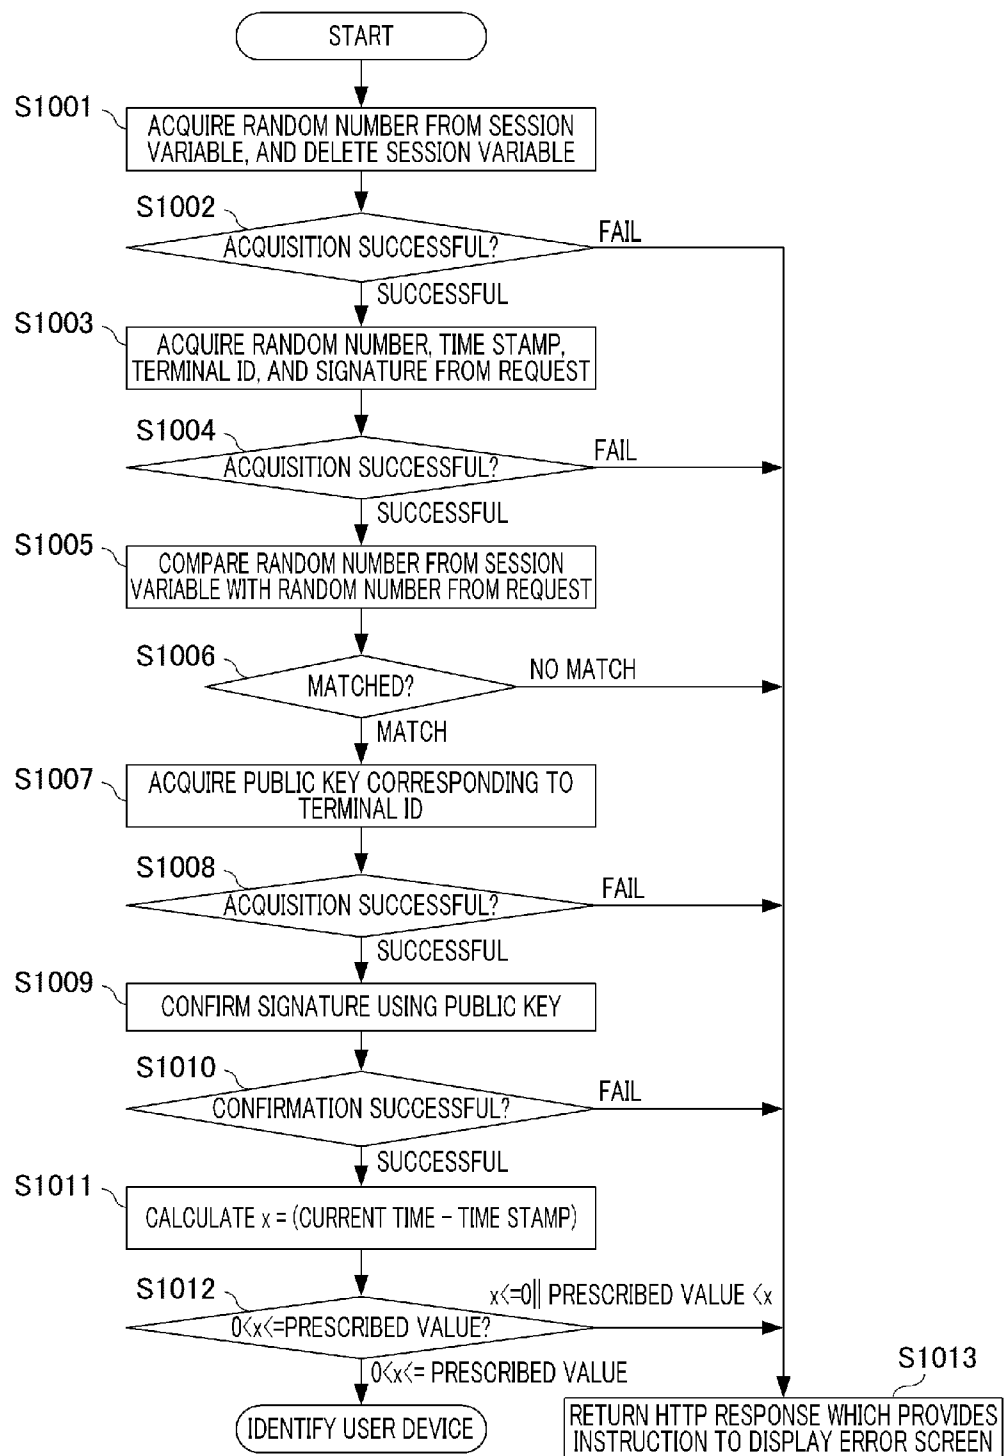 START
S1001
ACQUIRE RANDOM NUMBER FROM SESSION
VARIABLE, AND DELETE SESSION VARIABLE
S1002
ACQUISITION SUCCESSFUL?
FAIL
SUCCESSFUL
S1003
ACQUIRE RANDOM NUMBER, TIME STAMP,
TERMINAL ID, AND SIGNATURE FROM REQUEST
S1004
ACQUISITION SUCCESSFUL?
FAIL
SUCCESSFUL
S1005
COMPARE RANDOM NUMBER FROM SESSION
VARIABLE WITH RANDOM NUMBER FROM REQUEST
S1006
MATCHED?
NO MATCH
MATCH
S1007
ACQUIRE PUBLIC KEY CORRESPONDING TO
TERMINAL ID
S1008
ACQUISITION SUCCESSFUL?
FAIL
SUCCESSFUL
S1009
CONFIRM SIGNATURE USING PUBLIC KEY
S1010
CONFIRMATION SUCCESSFUL?
FAIL
SUCCESSFUL
S1011
CALCULATE x = (CURRENT TIME – TIME STAMP)
S1012
0<x<=PRESCRIBED VALUE?
x<=0|| PRESCRIBED VALUE <x
0<x<= PRESCRIBED VALUE
IDENTIFY USER DEVICE
S1013
RETURN HTTP RESPONSE WHICH PROVIDES
INSTRUCTION TO DISPLAY ERROR SCREEN